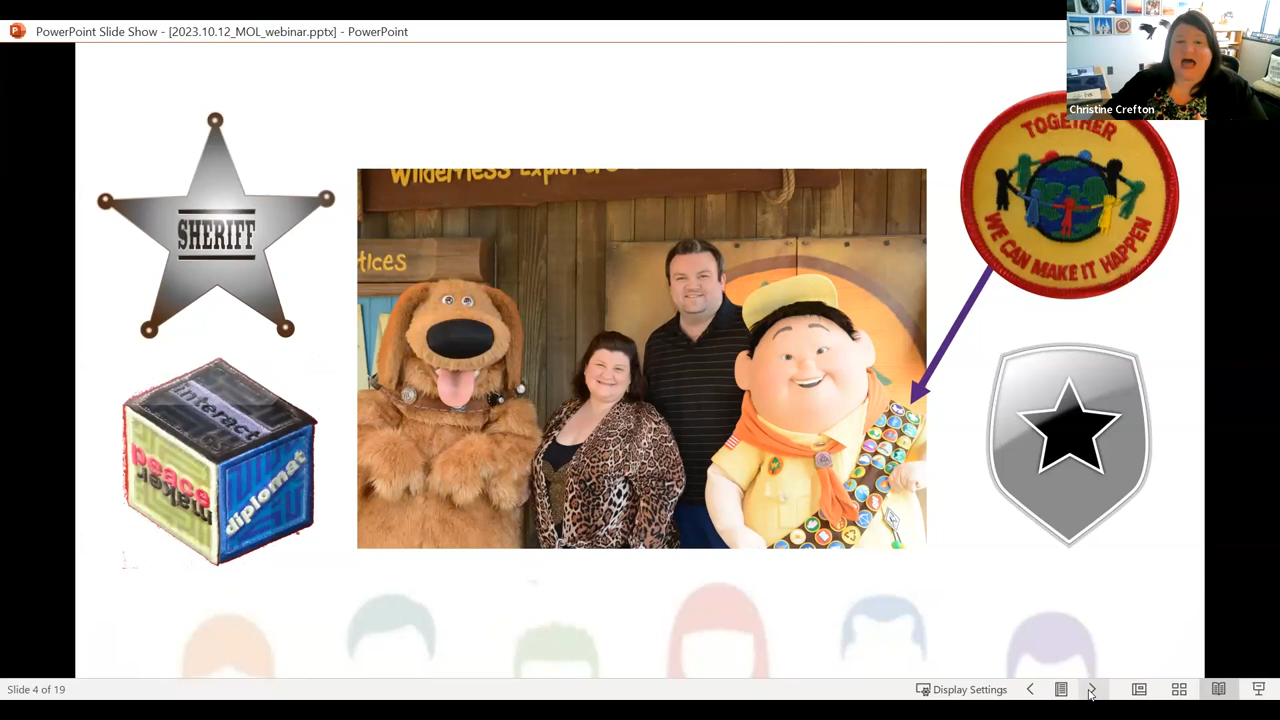 PowerPoint Slide Show - [2023.10.12_MOL_webinar.pptx] - PowerPoint
Christine Crefton
TOGETHER
WE CAN MAKE IT HAPPEN
SHERIFF
Wilderness Explorers
tices
interact
peace
maker
diplomat
Slide 4 of 19
Display Settings